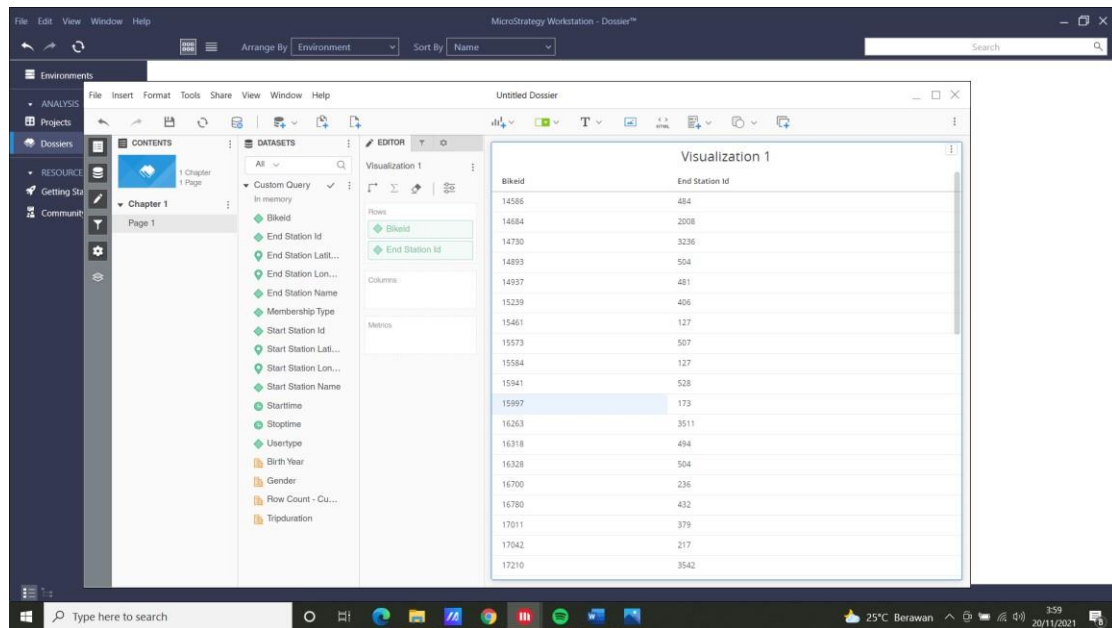 File Edit View Window Help
MicroStrategy Workstation - Dossier™
Arrange By Environment Sort By Name
Search
Environments
ANALYSIS
Projects
Dossiers
RESOURCE
Getting Sta
Community
File Insert Format Tools Share View Window Help
Untitled Dossier
CONTENTS
1 Chapter
1 Page
Chapter 1
Page 1
DATASETS
All
Custom Query
In memory
Bikeid
End Station Id
End Station Latit...
End Station Lon...
End Station Name
Membership Type
Start Station Id
Start Station Lati...
Start Station Lon...
Start Station Name
Starttime
Stoptime
Usertype
Birth Year
Gender
Row Count - Cu...
Tripduration
EDITOR
Visualization 1
Rows
Bikeid
End Station Id
Columns
Metrics
T
HTML
Visualization 1
Bikeid End Station Id
14586 484
14684 2008
14730 3236
14893 504
14937 481
15239 406
15461 127
15573 507
15584 127
15941 528
15997 173
16263 3511
16318 494
16328 504
16700 236
16780 432
17011 379
17042 217
17210 3542
Type here to search
25°C Berawan
3:59
20/11/2021